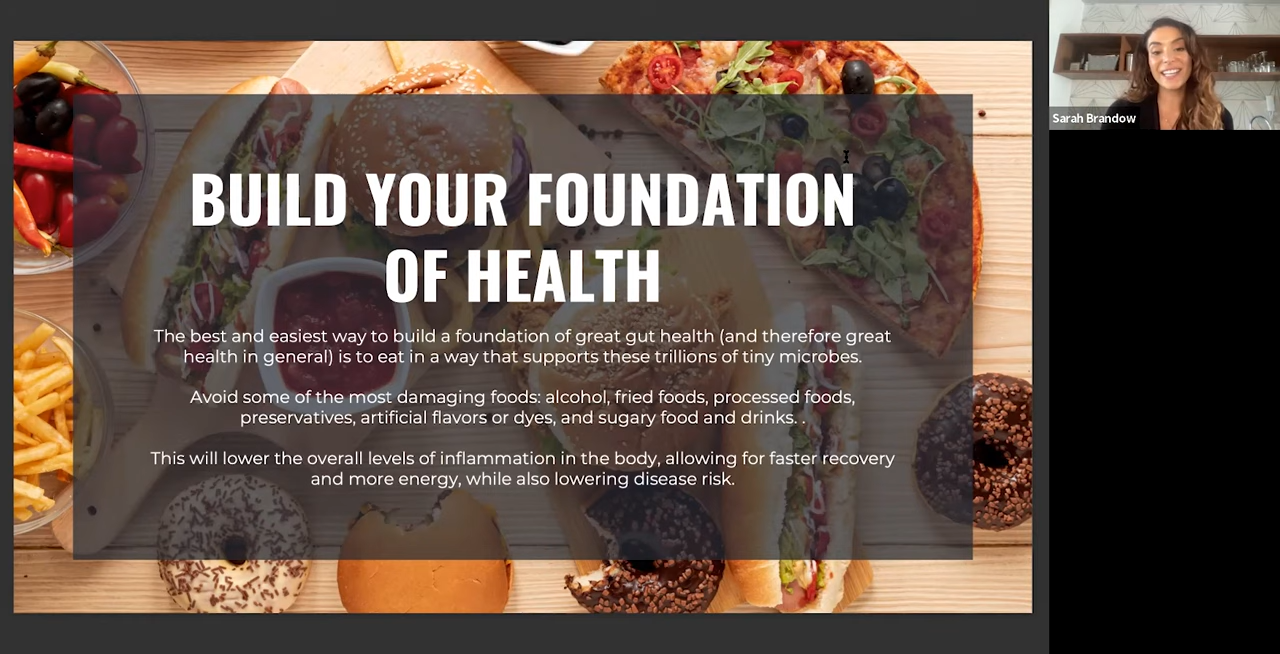 BUILD YOUR FOUNDATION
OF HEALTH
The best and easiest way to build a foundation of great gut health (and therefore great
health in general) is to eat in a way that supports these trillions of tiny microbes.
Avoid some of the most damaging foods: alcohol, fried foods, processed foods,
preservatives, artificial flavors or dyes, and sugary food and drinks. .
This will lower the overall levels of inflammation in the body, allowing for faster recovery
and more energy, while also lowering disease risk.
Sarah Brandow